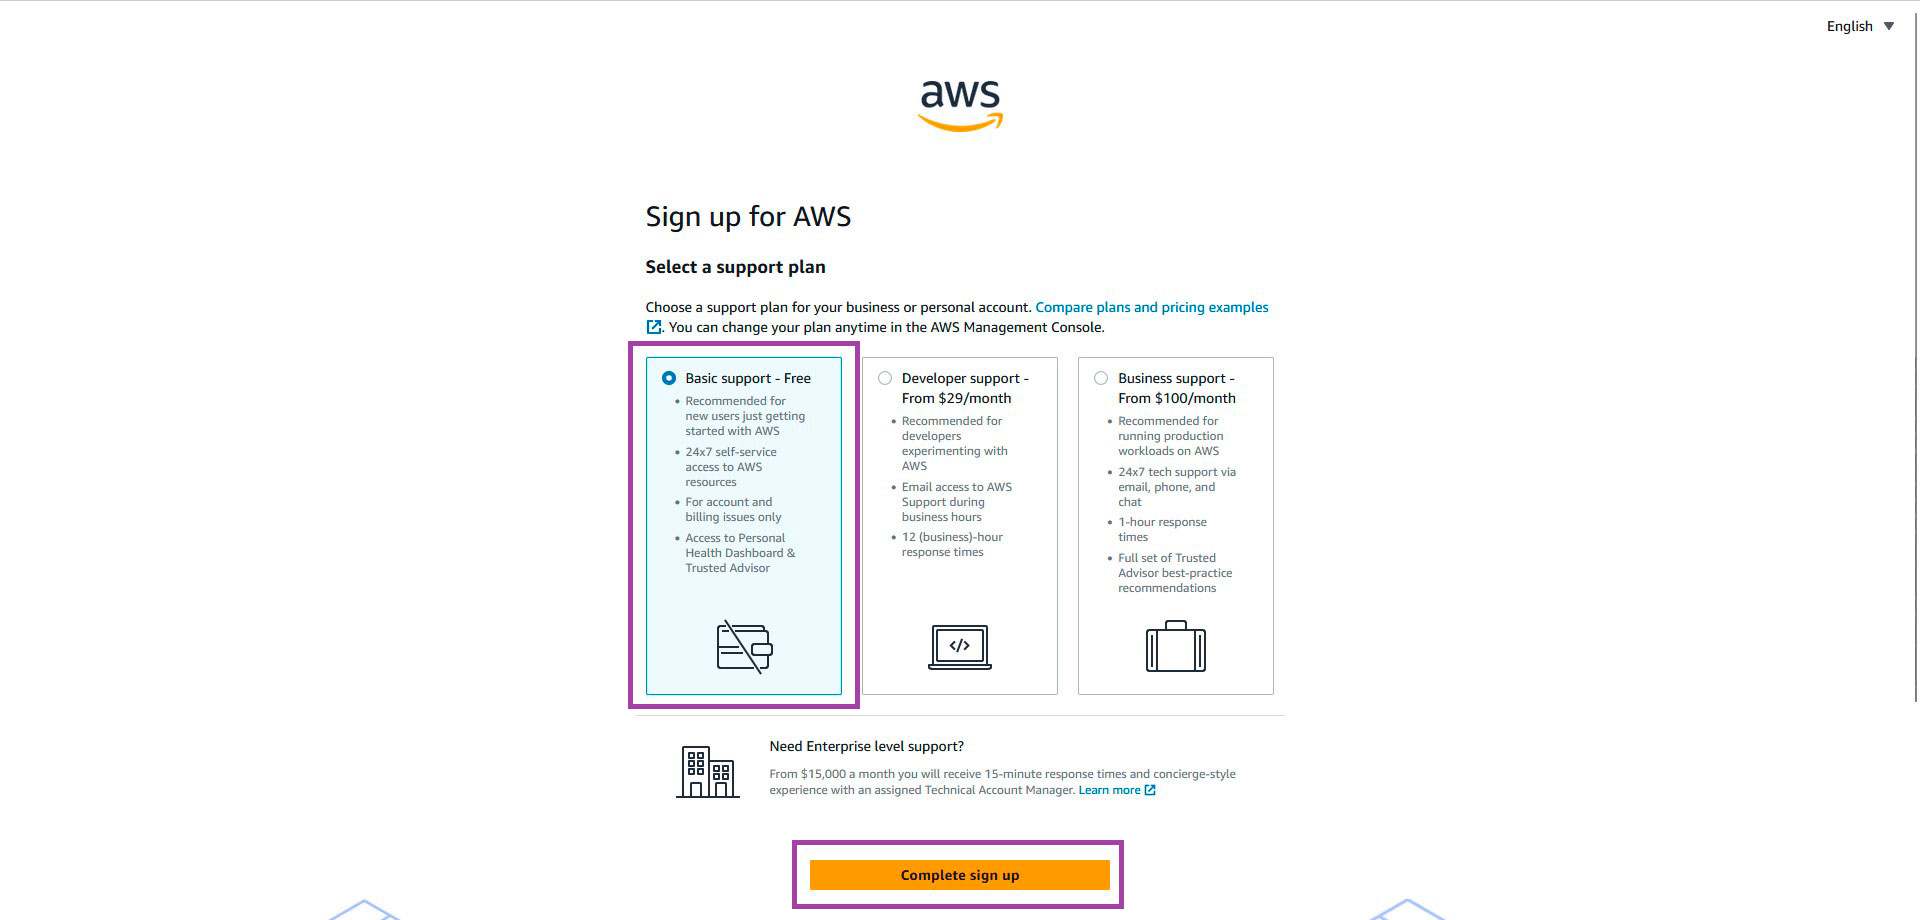 English
aws
Sign up for AWS
Select a support plan
Choose a support plan for your business or personal account. Compare plans and pricing examples
. You can change your plan anytime in the AWS Management Console.
Basic support - Free
• Recommended for
new users just getting
started with AWS
• 24x7 self-service
access to AWS
resources
• For account and
billing issues only
• Access to Personal
Health Dashboard &
Trusted Advisor
Developer support -
From $29/month
• Recommended for
developers
experimenting with
AWS
• Email access to AWS
Support during
business hours
• 12 (business)-hour
response times
</>
Business support -
From $100/month
• Recommended for
running production
workloads on AWS
• 24x7 tech support via
email, phone, and
chat
• 1-hour response
times
• Full set of Trusted
Advisor best-practice
recommendations
Need Enterprise level support?
From $15,000 a month you will receive 15-minute response times and concierge-style
experience with an assigned Technical Account Manager. Learn more
Complete sign up